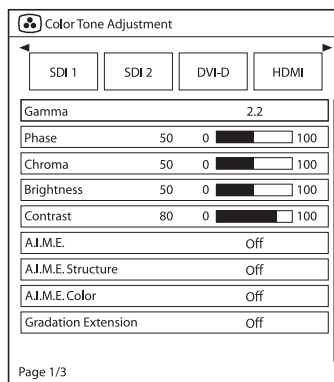 Color Tone Adjustment
SDI 1 SDI 2 DVI-D HDMI
Gamma 2.2
Phase 50 0 100
Chroma 50 0 100
Brightness 50 0 100
Contrast 80 0 100
A.I.M.E. Off
A.I.M.E. Structure Off
A.I.M.E. Color Off
Gradation Extension Off
Page 1/3